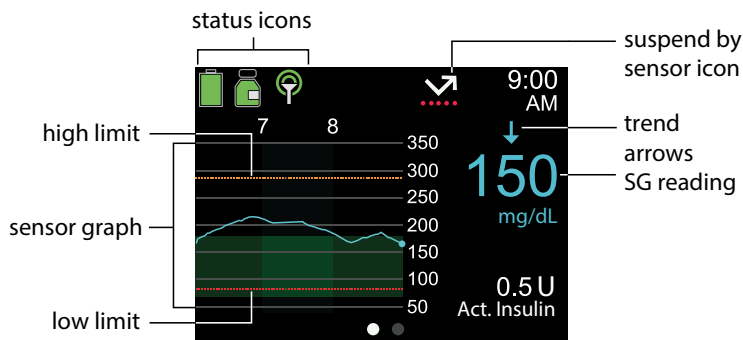 status icons
suspend by
sensor icon
9:00
AM
high limit
7 8
350
300
250
200
150
100
50
trend
arrows
150
SG reading
mg/dL
sensor graph
0.5 U
Act. Insulin
low limit